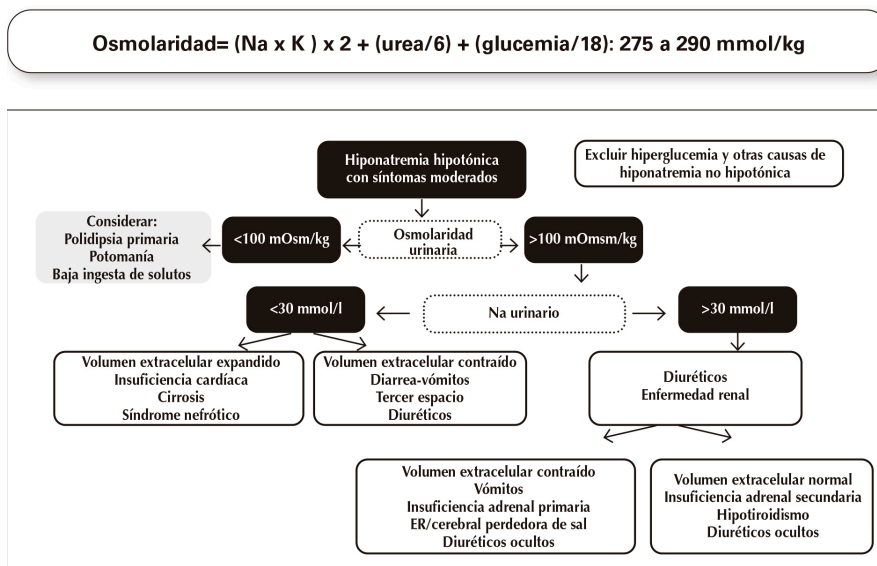 Osmolaridad= (Na x K ) x 2 + (urea/6) + (glucemia/18): 275 a 290 mmol/kg
Hiponatremia hipotónica
con síntomas moderados
Excluir hiperglucemia y otras causas de
hiponatremia no hipotónica
Considerar:
Polidipsia primaria
Potomanía
Baja ingesta de solutos
<100 mOsm/kg
Osmolaridad
urinaria
>100 mOmsm/kg
<30 mmol/l
Na urinario
>30 mmol/l
Volumen extracelular expandido
Insuficiencia cardíaca
Cirrosis
Síndrome nefrótico
Volumen extracelular contraído
Diarrea-vómitos
Tercer espacio
Diuréticos
Diuréticos
Enfermedad renal
Volumen extracelular contraído
Vómitos
Insuficiencia adrenal primaria
ER/cerebral perdedora de sal
Diuréticos ocultos
Volumen extracelular normal
Insuficiencia adrenal secundaria
Hipotiroidismo
Diuréticos ocultos